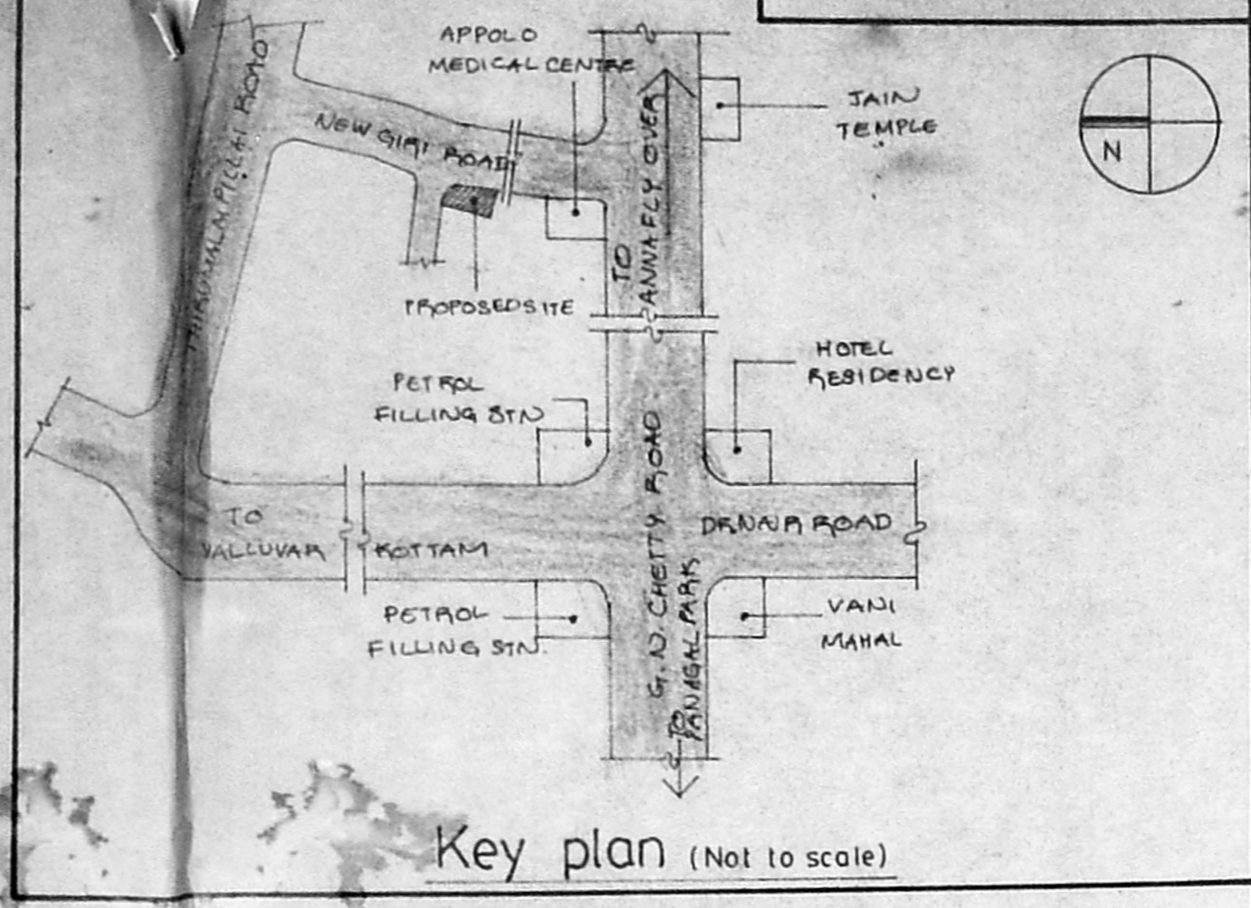 APPOLO
MEDICAL CENTRE
JAIN
TEMPLE
N
THIRUMALAI PILLAI ROAD
NEW GIRI ROAD
TO
ANNA FLY OVER
PROPOSED SITE
HOTEL
RESIDENCY
PETROL
FILLING STN
G.N CHETTY ROAD
DR NAIR ROAD
TO
VALLUVAR KOTTAM
PETROL
FILLING STN.
VANI
MAHAL
TO
PANAGAL PARK
Key plan (Not to scale)